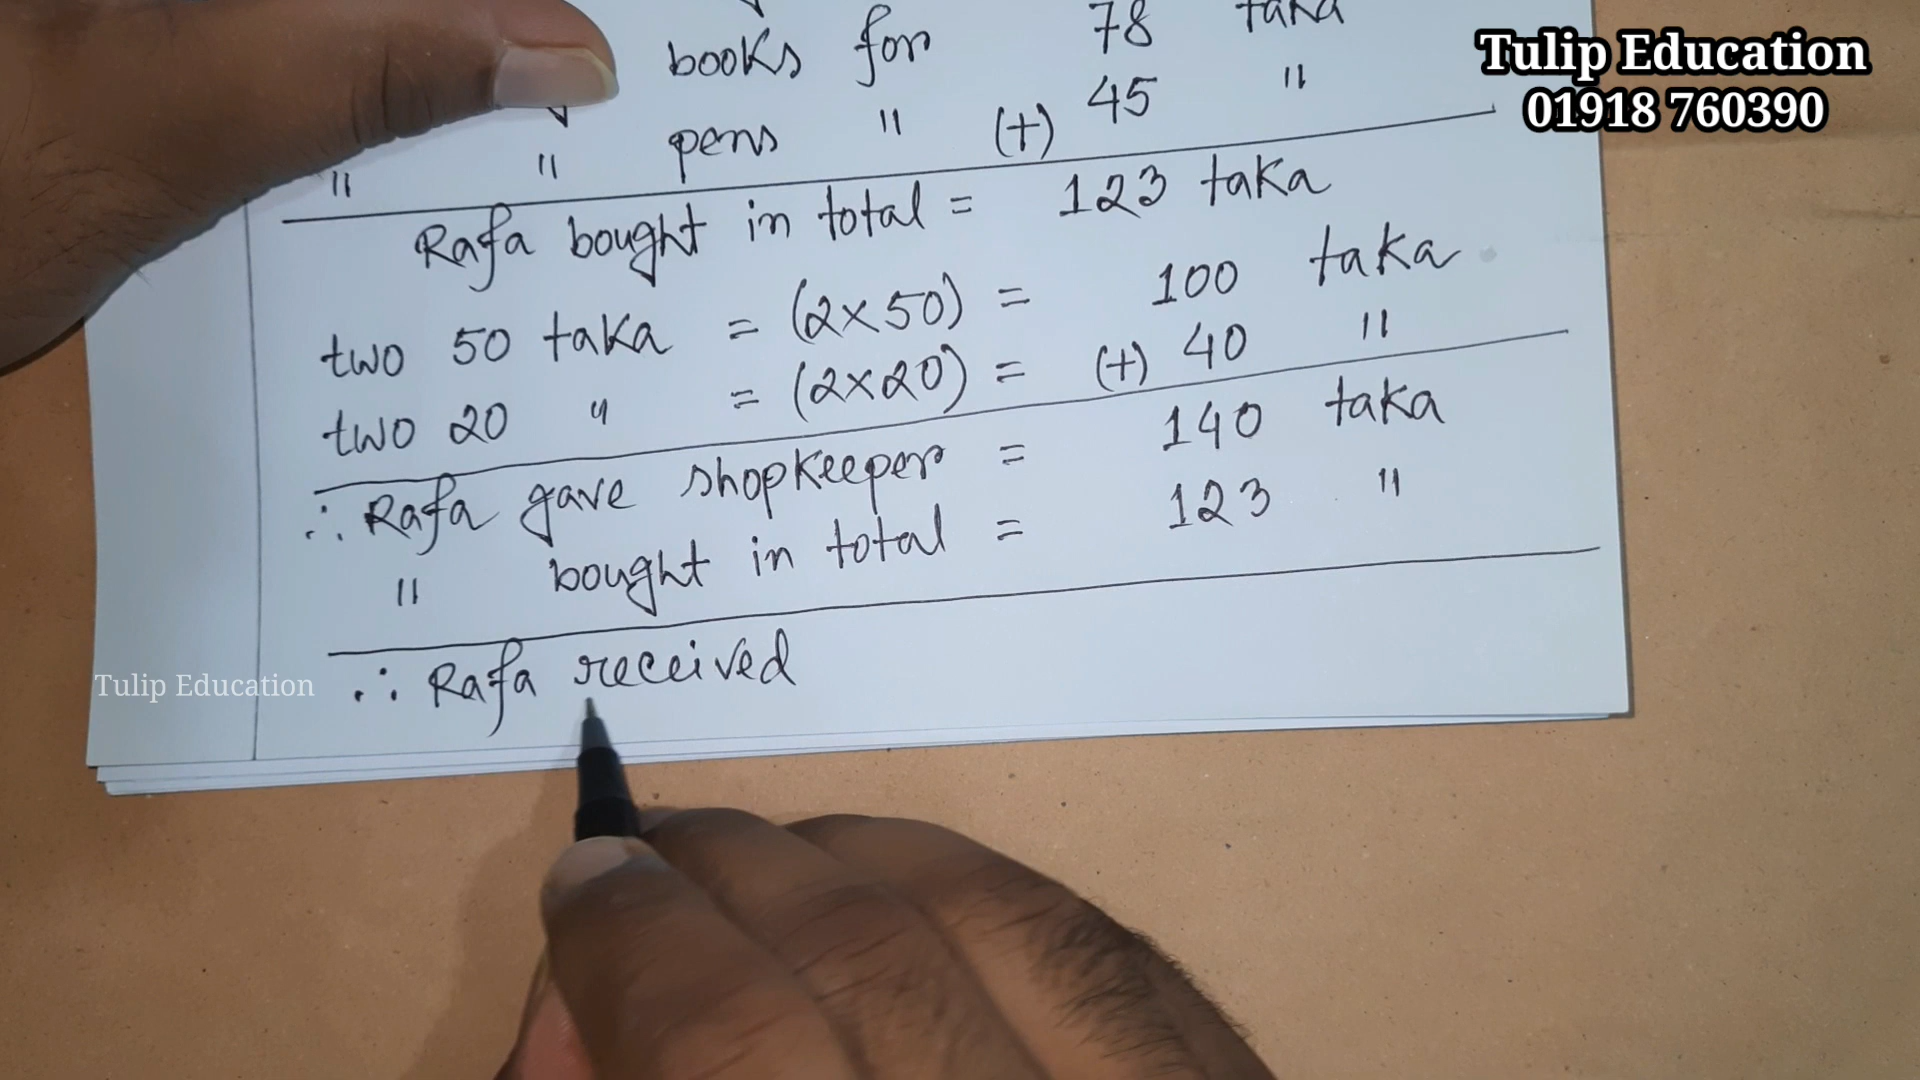 books for 78 taka
" " pens " (+) 45 "
Rafa bought in total = 123 taka
two 50 taka = (2×50) = 100 taka
two 20 " = (2×20) = (+) 40 "
∴ Rafa gave shopkeeper = 140 taka
" bought in total = 123 "
∴ Rafa received
Tulip Education
01918 760390
Tulip Education